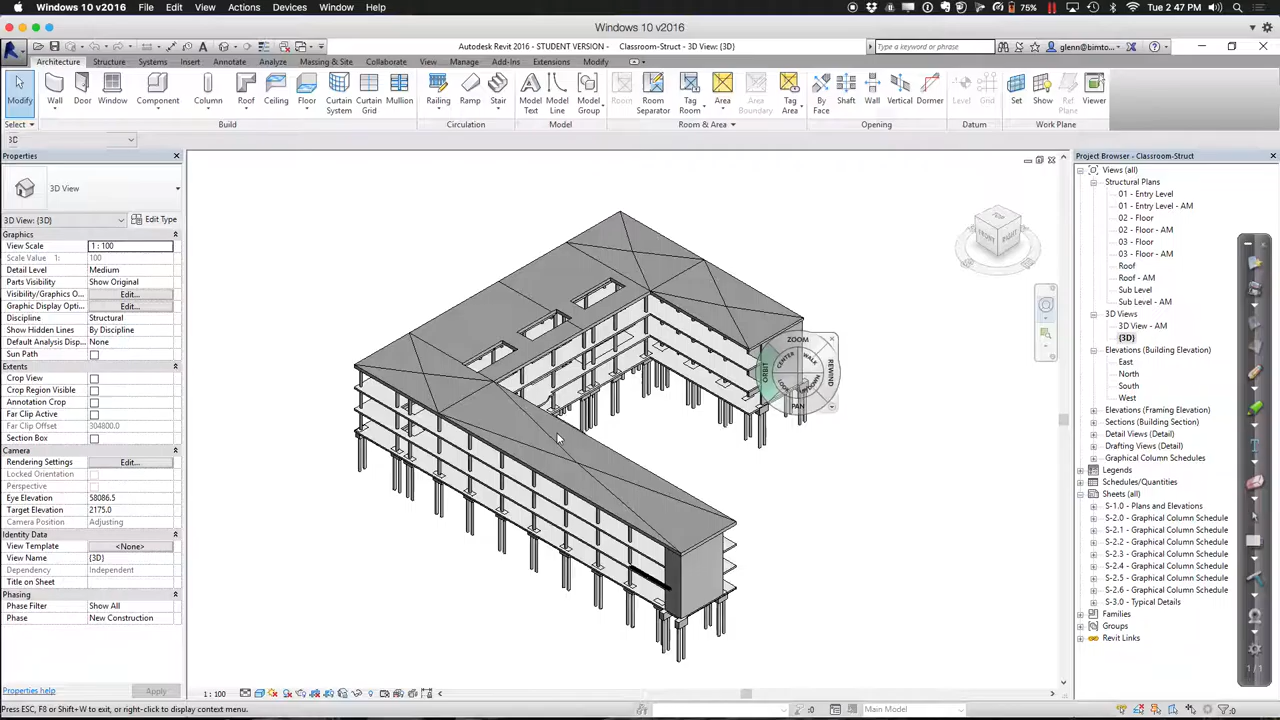 Windows 10 v2016 File Edit View Actions Devices Window Help 75% Tue 2:47 PM
Windows 10 v2016
Autodesk Revit 2016 - STUDENT VERSION - Classroom-Struct - 3D View: {3D} Type a keyword or phrase glenn@bimto...
Architecture Structure Systems Insert Annotate Analyze Massing & Site Collaborate View Manage Add-Ins Extensions Modify
Modify Wall Door Window Component Column Roof Ceiling Floor Curtain System Curtain Grid Mullion Railing Ramp Stair Model Text Model Line Model Group Room Room Separator Tag Room Area Area Boundary Tag Area By Face Shaft Wall Vertical Dormer Level Grid Set Show Ref Plane Viewer
Select Build Circulation Model Room & Area Opening Datum Work Plane
3D
Properties
3D View
3D View: {3D} Edit Type
Graphics
View Scale 1 : 100
Scale Value 1: 100
Detail Level Medium
Parts Visibility Show Original
Visibility/Graphics O... Edit...
Graphic Display Opti... Edit...
Discipline Structural
Show Hidden Lines By Discipline
Default Analysis Disp... None
Sun Path
Extents
Crop View
Crop Region Visible
Annotation Crop
Far Clip Active
Far Clip Offset 304800.0
Section Box
Camera
Rendering Settings Edit...
Locked Orientation
Perspective
Eye Elevation 58086.5
Target Elevation 2175.0
Camera Position Adjusting
Identity Data
View Template <None>
View Name {3D}
Dependency Independent
Title on Sheet
Phasing
Phase Filter Show All
Phase New Construction
Properties help Apply
TOP
FRONT RIGHT
ZOOM
CENTER WALK
ORBIT REWIND
LOOK UP/DOWN
PAN
Project Browser - Classroom-Struct
Views (all)
Structural Plans
01 - Entry Level
01 - Entry Level - AM
02 - Floor
02 - Floor - AM
03 - Floor
03 - Floor - AM
Roof
Roof - AM
Sub Level
Sub Level - AM
3D Views
3D View - AM
{3D}
Elevations (Building Elevation)
East
North
South
West
Elevations (Framing Elevation)
Sections (Building Section)
Detail Views (Detail)
Drafting Views (Detail)
Graphical Column Schedules
Legends
Schedules/Quantities
Sheets (all)
S-1.0 - Plans and Elevations
S-2.0 - Graphical Column Schedule
S-2.1 - Graphical Column Schedule
S-2.2 - Graphical Column Schedule
S-2.3 - Graphical Column Schedule
S-2.4 - Graphical Column Schedule
S-2.5 - Graphical Column Schedule
S-2.6 - Graphical Column Schedule
S-3.0 - Typical Details
Families
Groups
Revit Links
1 / 1
1 : 100
Press ESC, F8 or Shift+W to exit, or right-click to display context menu. :0 Main Model :0